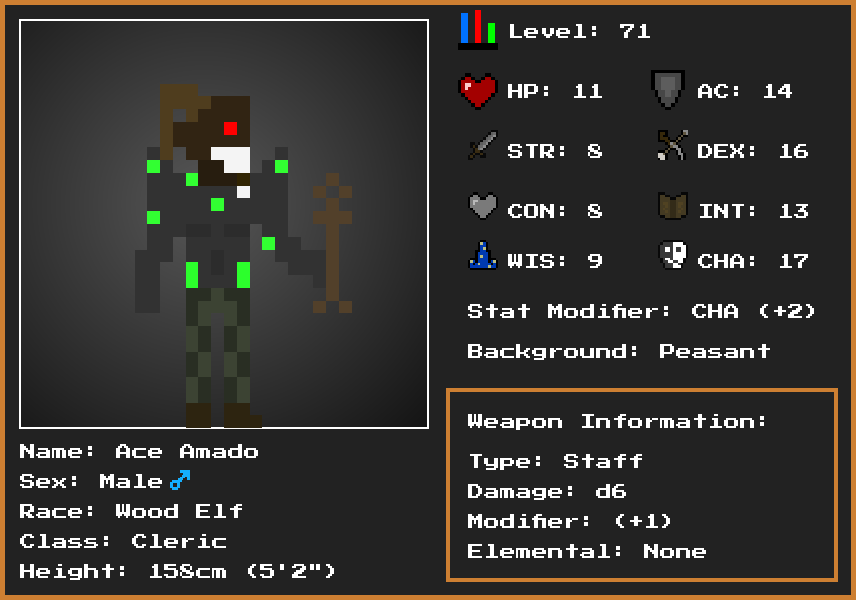 Level: 71
HP: 11
AC: 14
STR: 8
DEX: 16
CON: 8
INT: 13
WIS: 9
CHA: 17
Stat Modifier: CHA (+2)
Background: Peasant
Weapon Information:
Type: Staff
Damage: d6
Modifier: (+1)
Elemental: None
Name: Ace Amado
Sex: Male♂
Race: Wood Elf
Class: Cleric
Height: 158cm (5'2")